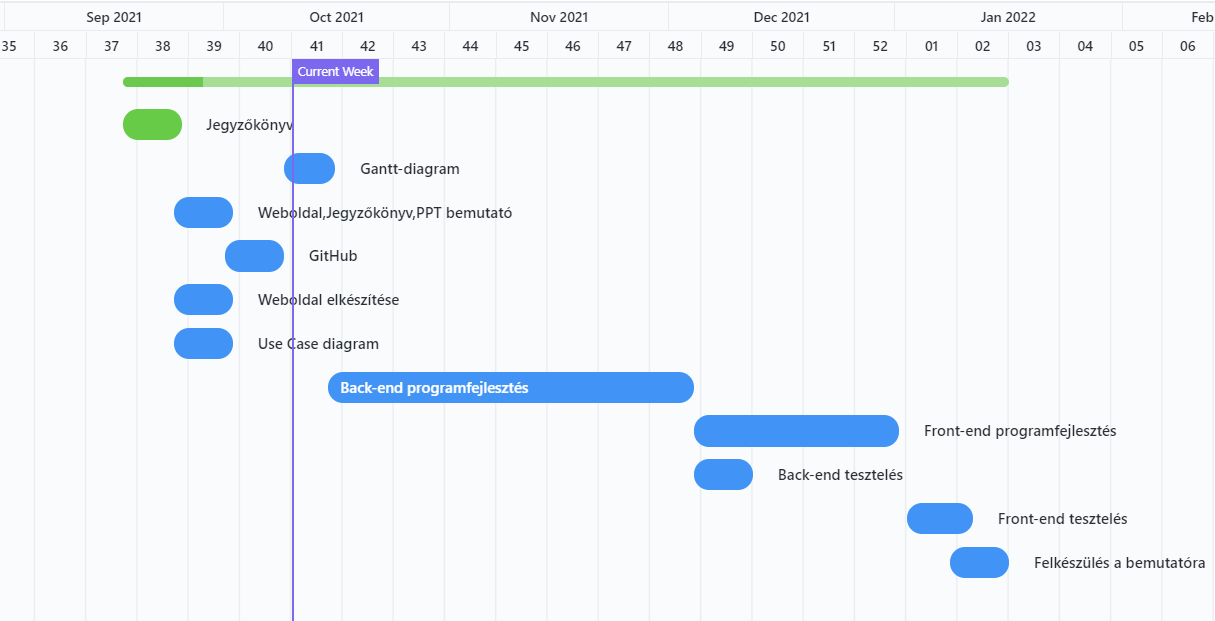 Sep 2021 Oct 2021 Nov 2021 Dec 2021 Jan 2022 Feb
35 36 37 38 39 40 41 42 43 44 45 46 47 48 49 50 51 52 01 02 03 04 05 06
Current Week
Jegyzőkönyv
Gantt-diagram
Weboldal,Jegyzőkönyv,PPT bemutató
GitHub
Weboldal elkészítése
Use Case diagram
Back-end programfejlesztés
Front-end programfejlesztés
Back-end tesztelés
Front-end tesztelés
Felkészülés a bemutatóra